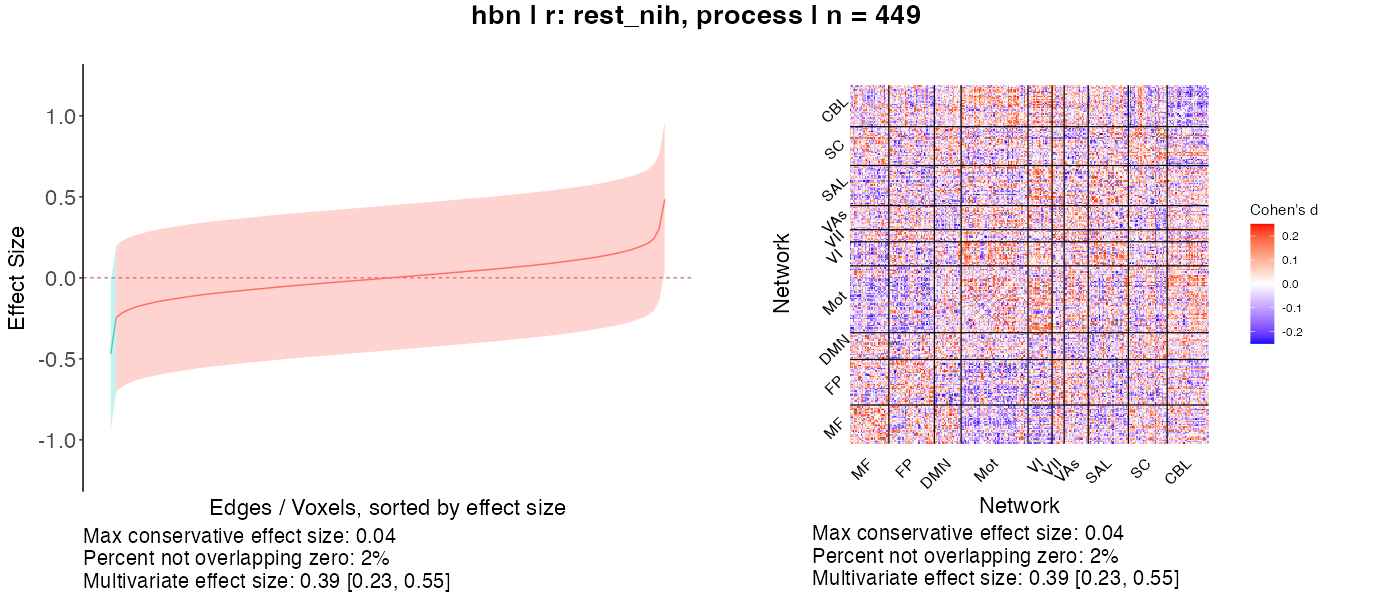 hbn | r: rest_nih, process | n = 449
Effect Size
1.0
0.5
0.0
-0.5
-1.0
Edges / Voxels, sorted by effect size
Max conservative effect size: 0.04
Percent not overlapping zero: 2%
Multivariate effect size: 0.39 [0.23, 0.55]
Network
CBL
SC
SAL
VAs
VII
VI
Mot
DMN
FP
MF
MF FP DMN Mot VI VII VAs SAL SC CBL
Network
Max conservative effect size: 0.04
Percent not overlapping zero: 2%
Multivariate effect size: 0.39 [0.23, 0.55]
Cohen's d
0.2
0.1
0.0
-0.1
-0.2